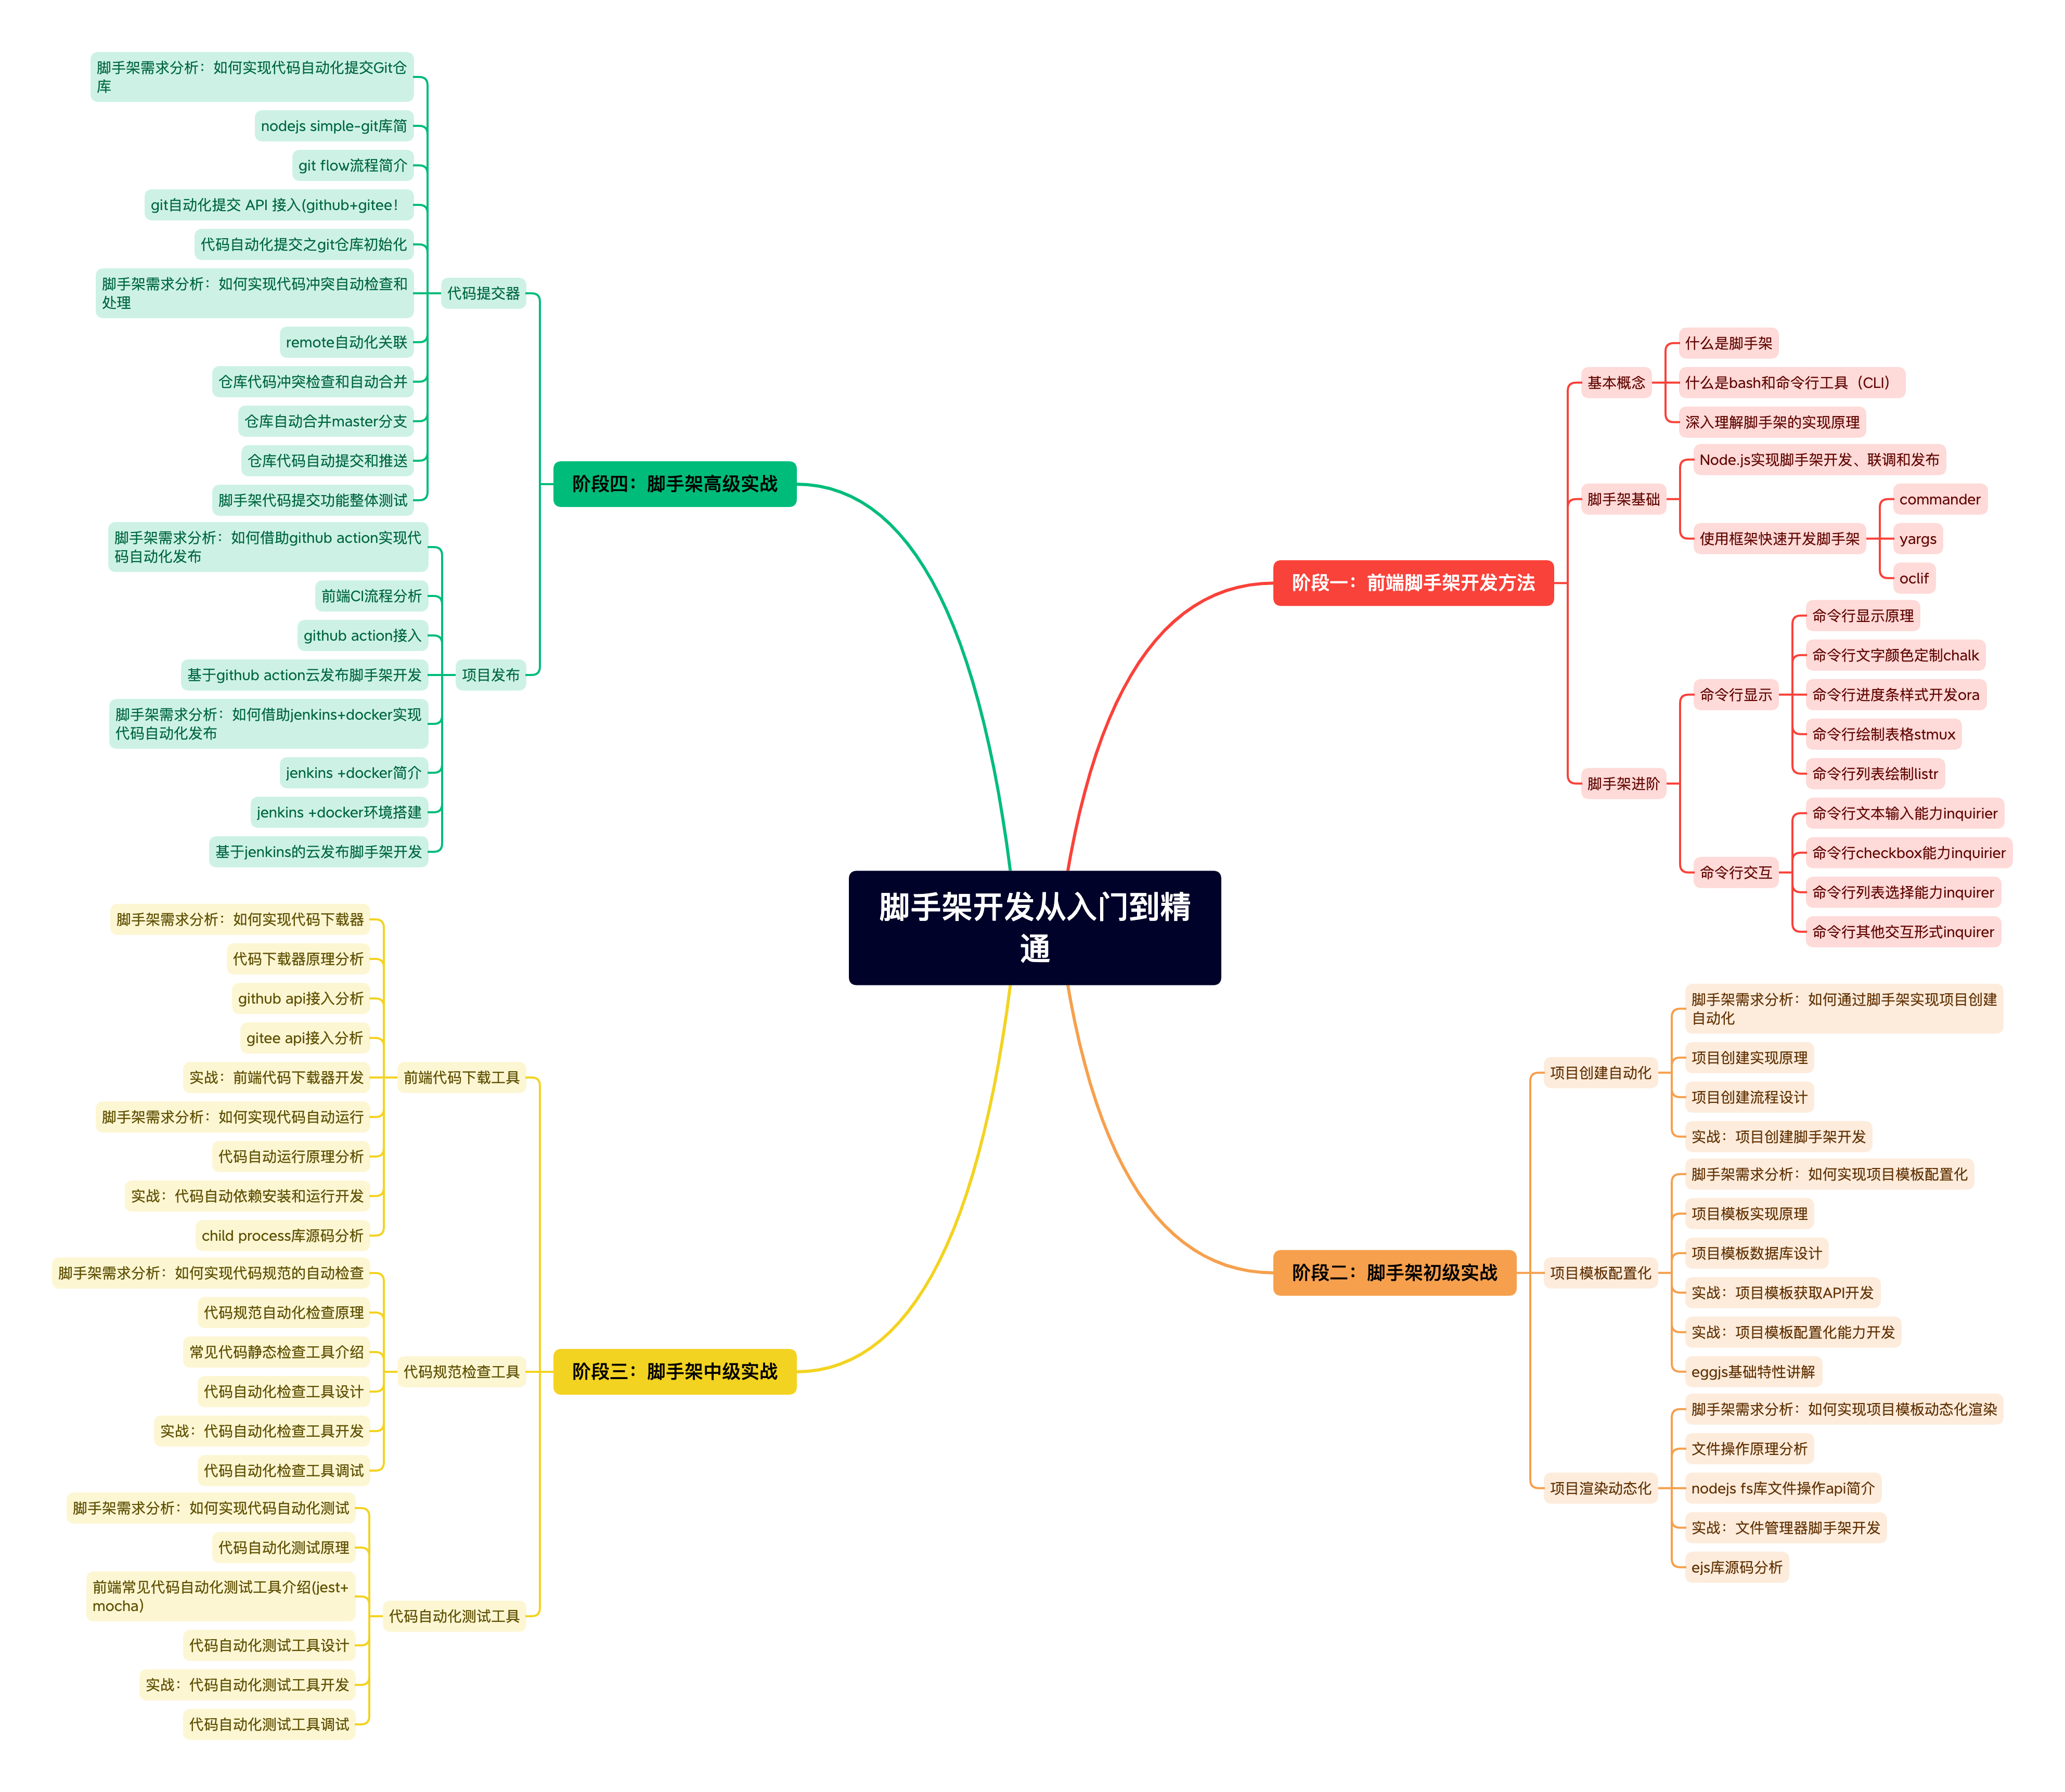 脚手架开发从入门到精
通
阶段一：前端脚手架开发方法
基本概念
什么是脚手架
什么是bash和命令行工具（CLI）
深入理解脚手架的实现原理
脚手架基础
Node.js实现脚手架开发、联调和发布
使用框架快速开发脚手架
commander
yargs
oclif
脚手架进阶
命令行显示
命令行显示原理
命令行文字颜色定制chalk
命令行进度条样式开发ora
命令行绘制表格stmux
命令行列表绘制listr
命令行交互
命令行文本输入能力inquirier
命令行checkbox能力inquirier
命令行列表选择能力inquirer
命令行其他交互形式inquirer
阶段二：脚手架初级实战
项目创建自动化
脚手架需求分析：如何通过脚手架实现项目创建
自动化
项目创建实现原理
项目创建流程设计
实战：项目创建脚手架开发
项目模板配置化
脚手架需求分析：如何实现项目模板配置化
项目模板实现原理
项目模板数据库设计
实战：项目模板获取API开发
实战：项目模板配置化能力开发
eggjs基础特性讲解
项目渲染动态化
脚手架需求分析：如何实现项目模板动态化渲染
文件操作原理分析
nodejs fs库文件操作api简介
实战：文件管理器脚手架开发
ejs库源码分析
阶段三：脚手架中级实战
前端代码下载工具
脚手架需求分析：如何实现代码下载器
代码下载器原理分析
github api接入分析
gitee api接入分析
实战：前端代码下载器开发
脚手架需求分析：如何实现代码自动运行
代码自动运行原理分析
实战：代码自动依赖安装和运行开发
child process库源码分析
代码规范检查工具
脚手架需求分析：如何实现代码规范的自动检查
代码规范自动化检查原理
常见代码静态检查工具介绍
代码自动化检查工具设计
实战：代码自动化检查工具开发
代码自动化检查工具调试
代码自动化测试工具
脚手架需求分析：如何实现代码自动化测试
代码自动化测试原理
前端常见代码自动化测试工具介绍(jest+
mocha)
代码自动化测试工具设计
实战：代码自动化测试工具开发
代码自动化测试工具调试
阶段四：脚手架高级实战
代码提交器
脚手架需求分析：如何实现代码自动化提交Git仓
库
nodejs simple-git库简
git flow流程简介
git自动化提交 API 接入(github+gitee！
代码自动化提交之git仓库初始化
脚手架需求分析：如何实现代码冲突自动检查和
处理
remote自动化关联
仓库代码冲突检查和自动合并
仓库自动合并master分支
仓库代码自动提交和推送
脚手架代码提交功能整体测试
项目发布
脚手架需求分析：如何借助github action实现代
码自动化发布
前端CI流程分析
github action接入
基于github action云发布脚手架开发
脚手架需求分析：如何借助jenkins+docker实现
代码自动化发布
jenkins +docker简介
jenkins +docker环境搭建
基于jenkins的云发布脚手架开发